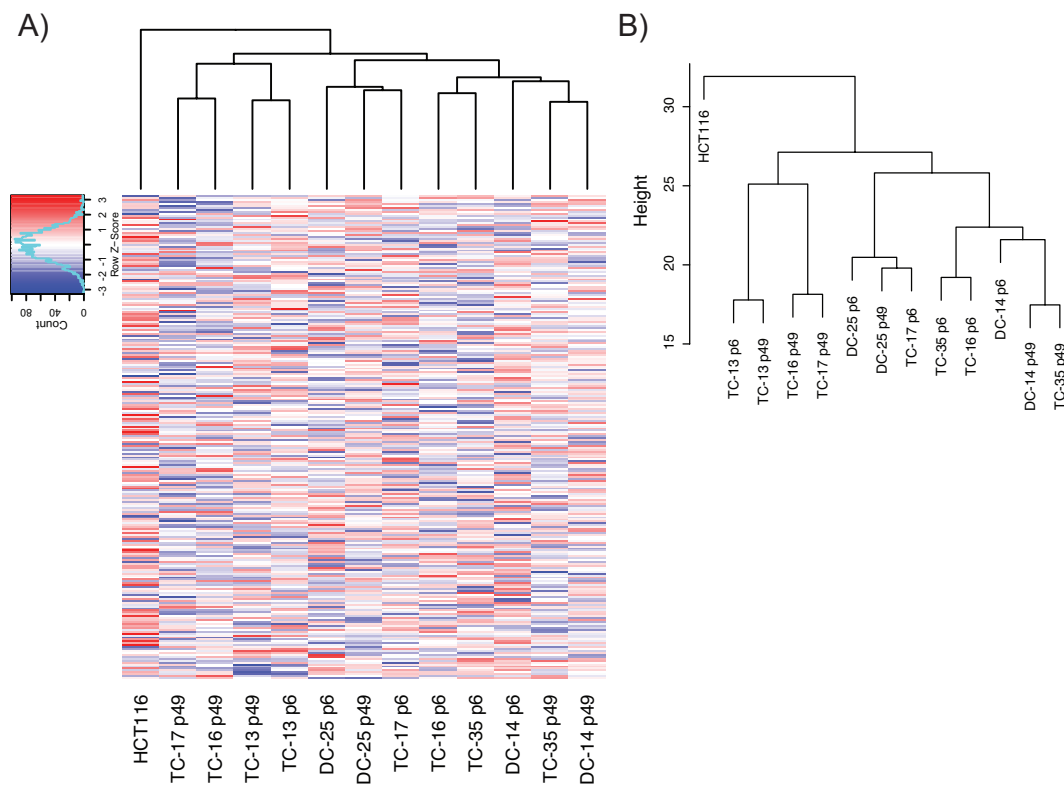 A)
B)
3
2
1
-1
-2
-3
Row Z-Score
80
40
0
Count
HCT116
TC-17 p49
TC-16 p49
TC-13 p49
TC-13 p6
DC-25 p6
DC-25 p49
TC-17 p6
TC-16 p6
TC-35 p6
DC-14 p6
TC-35 p49
DC-14 p49
Height
30
25
20
15
HCT116
TC-13 p6
TC-13 p49
TC-16 p49
TC-17 p49
DC-25 p6
DC-25 p49
TC-17 p6
TC-35 p6
TC-16 p6
DC-14 p6
DC-14 p49
TC-35 p49